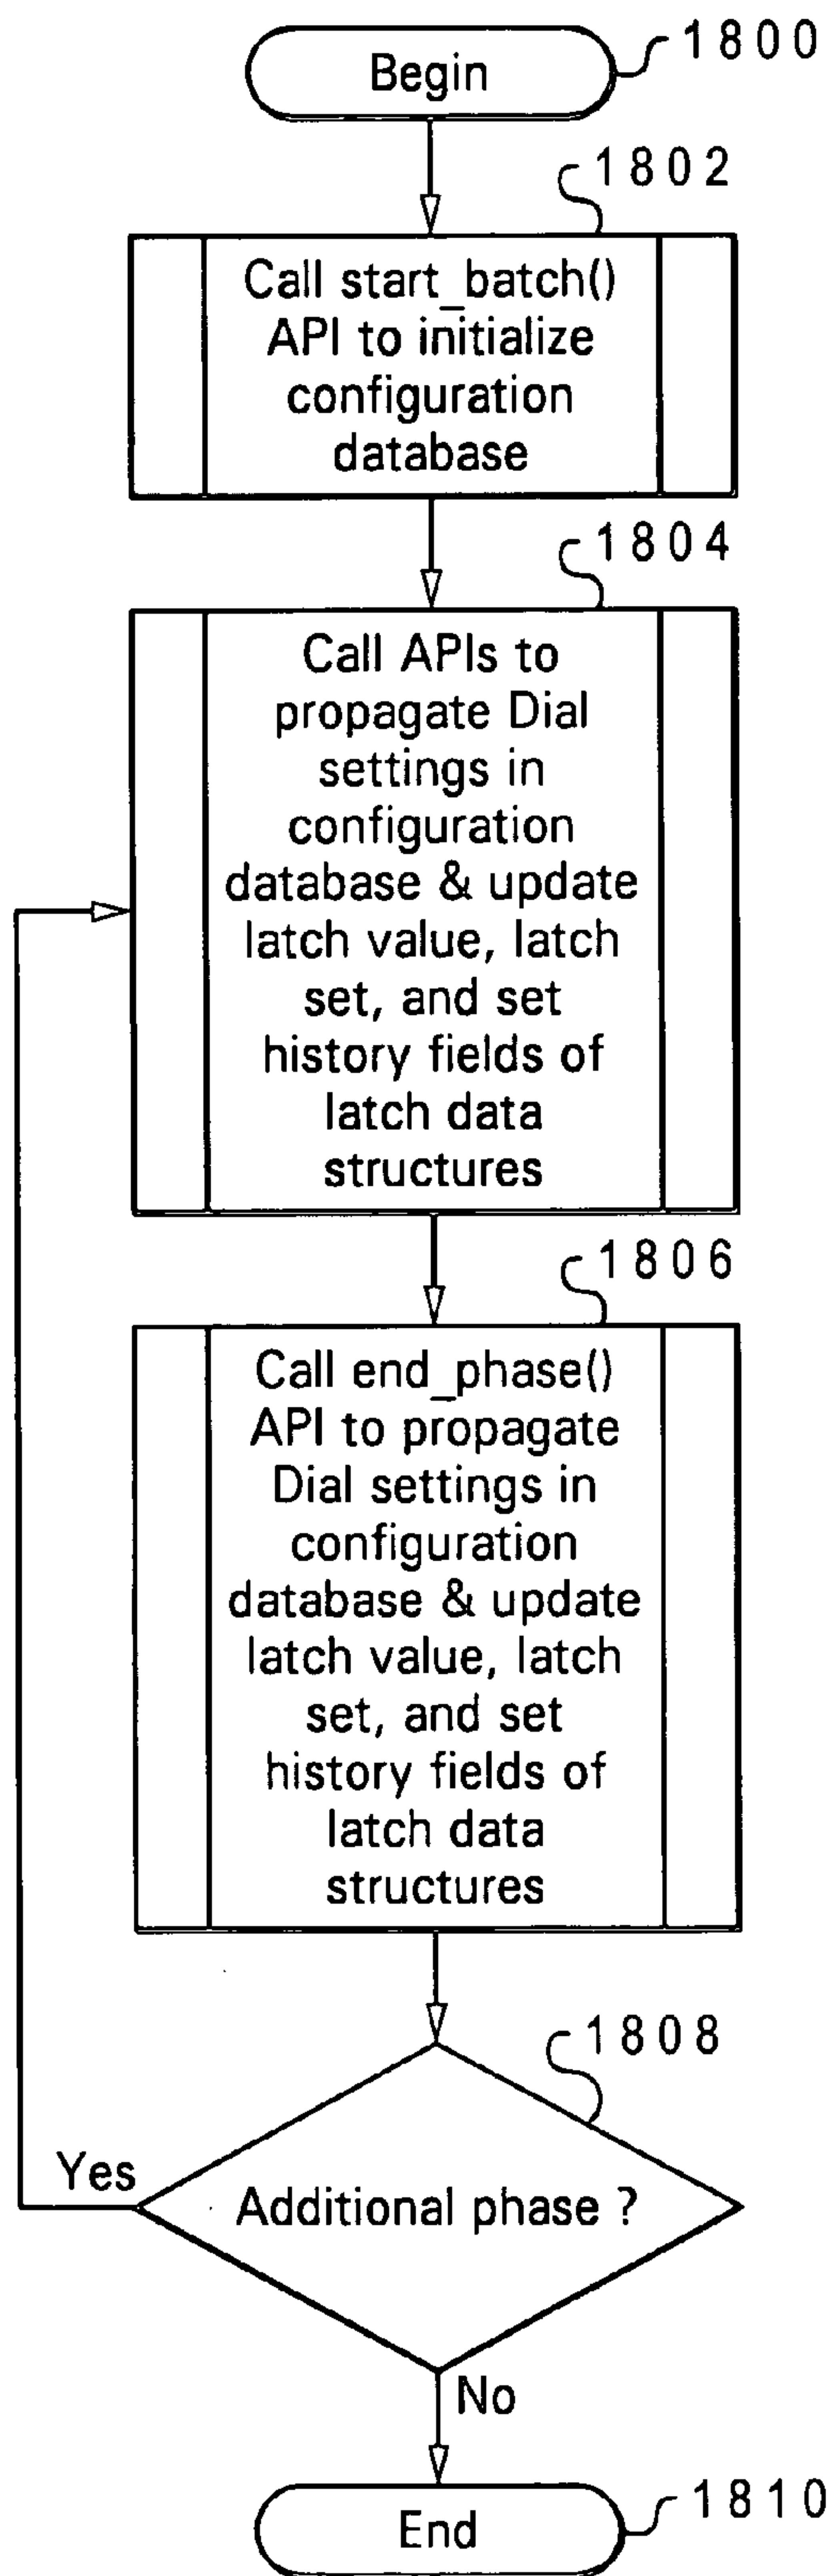 Begin
1800
1802
Call start_batch()
API to initialize
configuration
database
1804
Call APIs to
propagate Dial
settings in
configuration
database & update
latch value, latch
set, and set
history fields of
latch data
structures
1806
Call end_phase()
API to propagate
Dial settings in
configuration
database & update
latch value, latch
set, and set
history fields of
latch data
structures
1808
Yes
Additional phase ?
No
End
1810